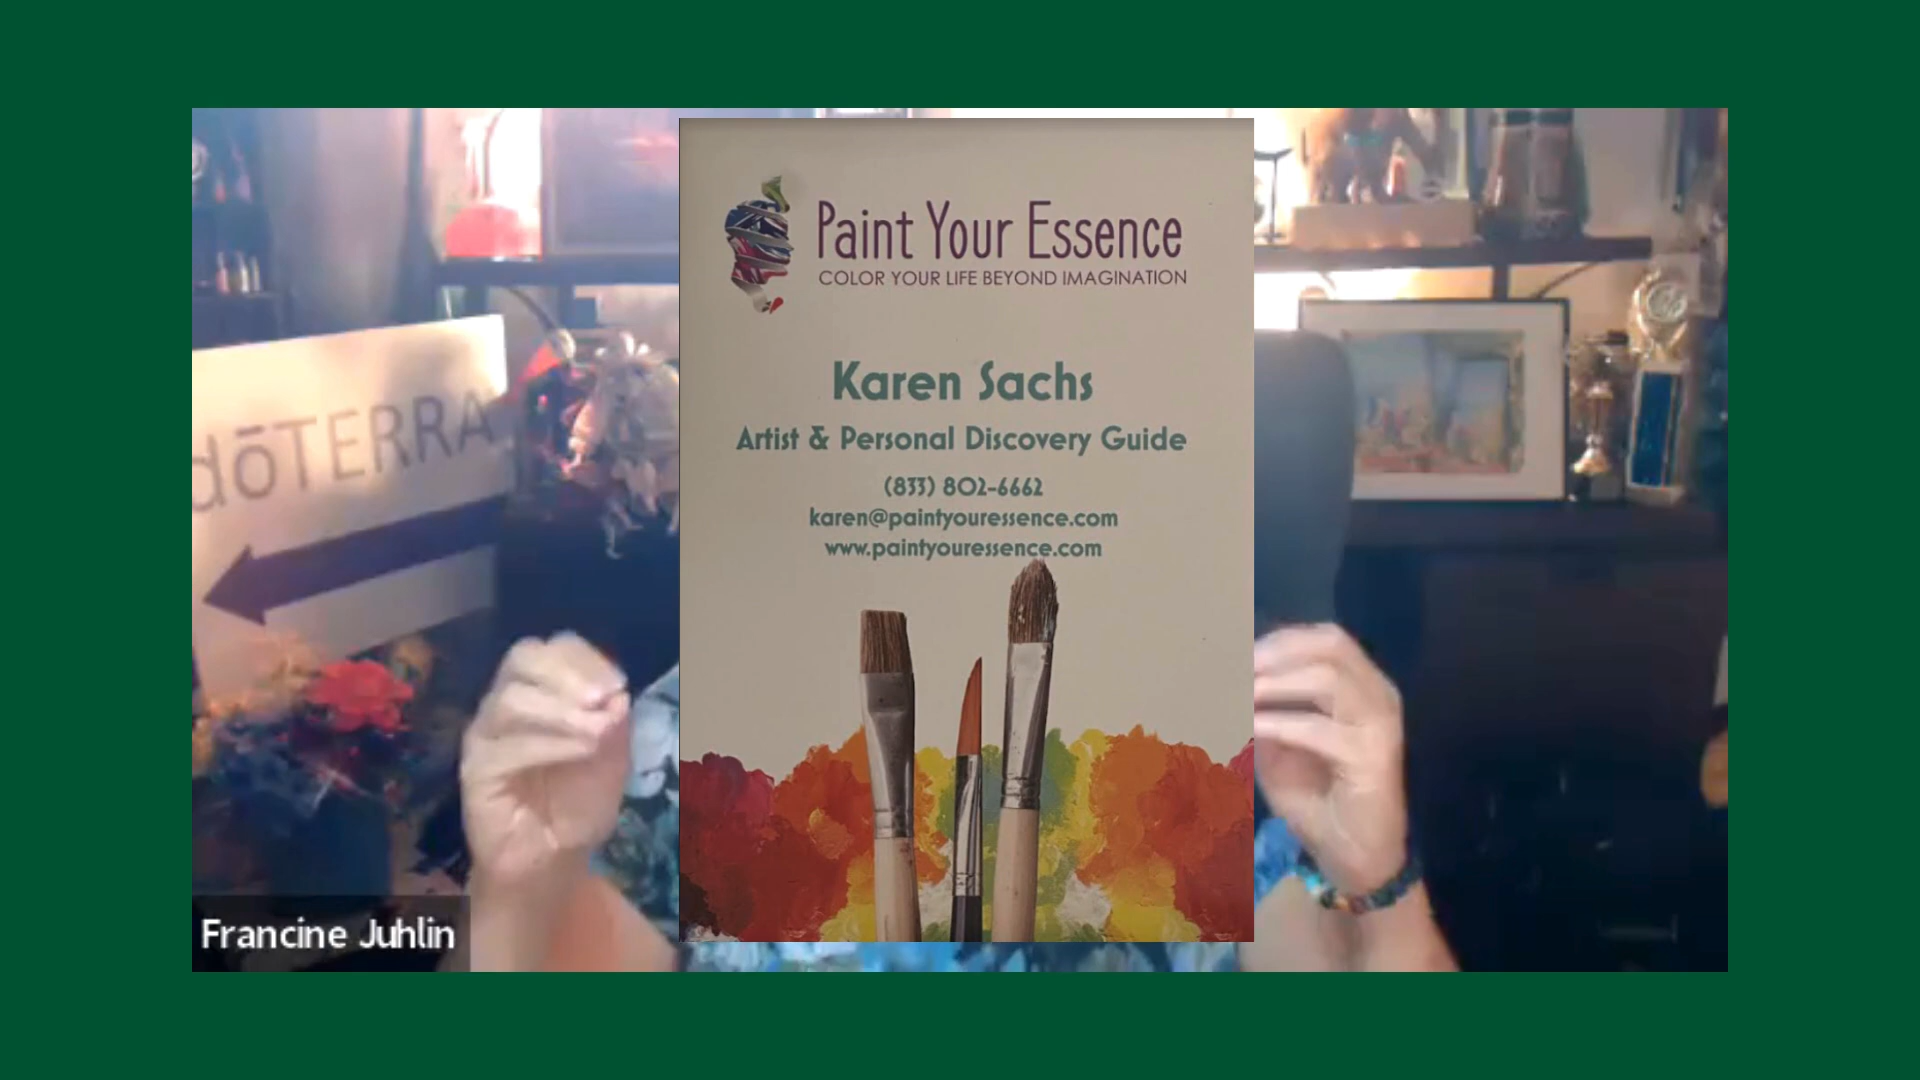 Paint Your Essence
COLOR YOUR LIFE BEYOND IMAGINATION
Karen Sachs
Artist & Personal Discovery Guide
(833) 802-6662
karen@paintyouressence.com
www.paintyouressence.com
dōTERRA
Francine Juhlin